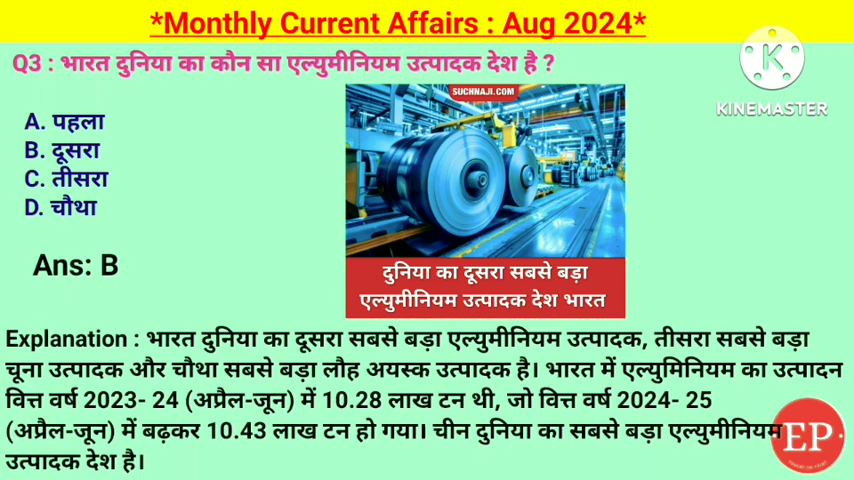 *Monthly Current Affairs : Aug 2024*
Q3 : भारत दुनिया का कौन सा एल्युमीनियम उत्पादक देश है ?
KINEMASTER
SUCHNAJI.COM
A. पहला
B. दूसरा
C. तीसरा
D. चौथा
Ans: B
दुनिया का दूसरा सबसे बड़ा
एल्युमीनियम उत्पादक देश भारत
Explanation : भारत दुनिया का दूसरा सबसे बड़ा एल्युमीनियम उत्पादक, तीसरा सबसे बड़ा
चूना उत्पादक और चौथा सबसे बड़ा लौह अयस्क उत्पादक है। भारत में एल्युमिनियम का उत्पादन
वित्त वर्ष 2023- 24 (अप्रैल-जून) में 10.28 लाख टन थी, जो वित्त वर्ष 2024- 25
(अप्रैल-जून) में बढ़कर 10.43 लाख टन हो गया। चीन दुनिया का सबसे बड़ा एल्युमीनियम
उत्पादक देश है।
EP